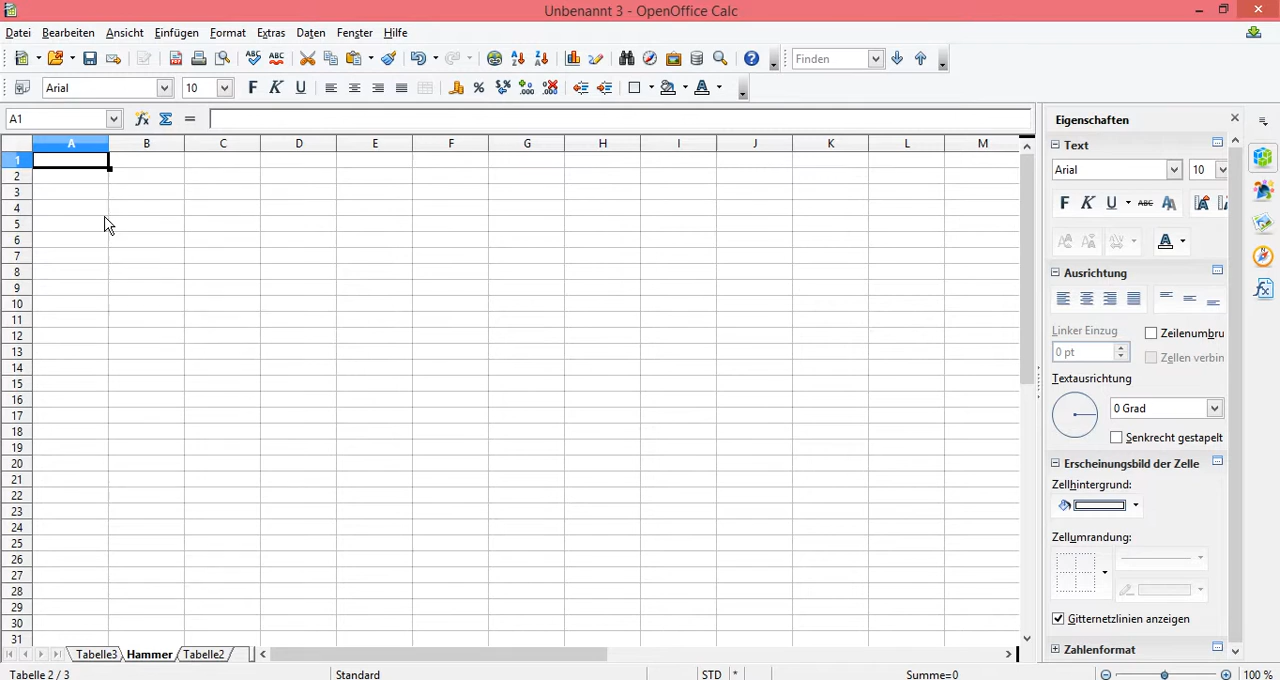 Unbenannt 3 - OpenOffice Calc
Datei Bearbeiten Ansicht Einfügen Format Extras Daten Fenster Hilfe
Finden
Arial 10 F K U
A1
A B C D E F G H I J K L M
1
2
3
4
5
6
7
8
9
10
11
12
13
14
15
16
17
18
19
20
21
22
23
24
25
26
27
28
29
30
31
Eigenschaften
Text
Arial 10
F K U ABC
Ausrichtung
Linker Einzug Zeilenumbru
0 pt Zellen verbin
Textausrichtung
0 Grad
Senkrecht gestapelt
Erscheinungsbild der Zelle
Zellhintergrund:
Zellumrandung:
Gitternetzlinien anzeigen
Zahlenformat
Tabelle3 Hammer Tabelle2
Tabelle 2 / 3 Standard STD * Summe=0 100 %